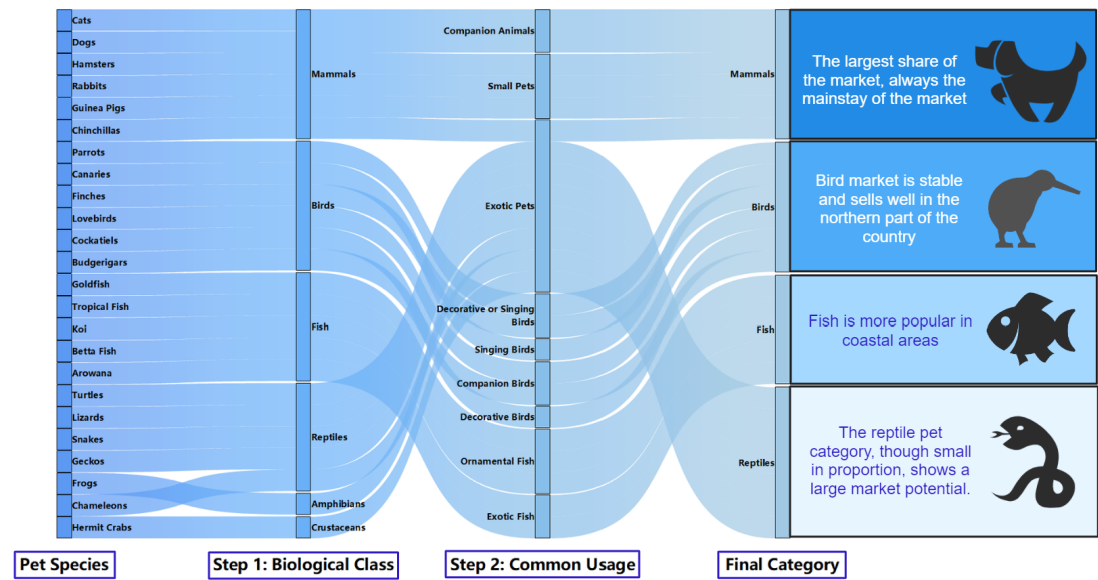 Cats
Dogs
Hamsters
Rabbits
Guinea Pigs
Chinchillas
Parrots
Canaries
Finches
Lovebirds
Cockatiels
Budgerigars
Goldfish
Tropical Fish
Koi
Betta Fish
Arowana
Turtles
Lizards
Snakes
Geckos
Frogs
Chameleons
Hermit Crabs
Mammals
Birds
Fish
Reptiles
Amphibians
Crustaceans
Companion Animals
Small Pets
Exotic Pets
Decorative or Singing
Birds
Singing Birds
Companion Birds
Decorative Birds
Ornamental Fish
Exotic Fish
Mammals
Birds
Fish
Reptiles
The largest share of
the market, always the
mainstay of the market
Bird market is stable
and sells well in the
northern part of the
country
Fish is more popular in
coastal areas
The reptile pet
category, though small
in proportion, shows a
large market potential.
Pet Species
Step 1: Biological Class
Step 2: Common Usage
Final Category